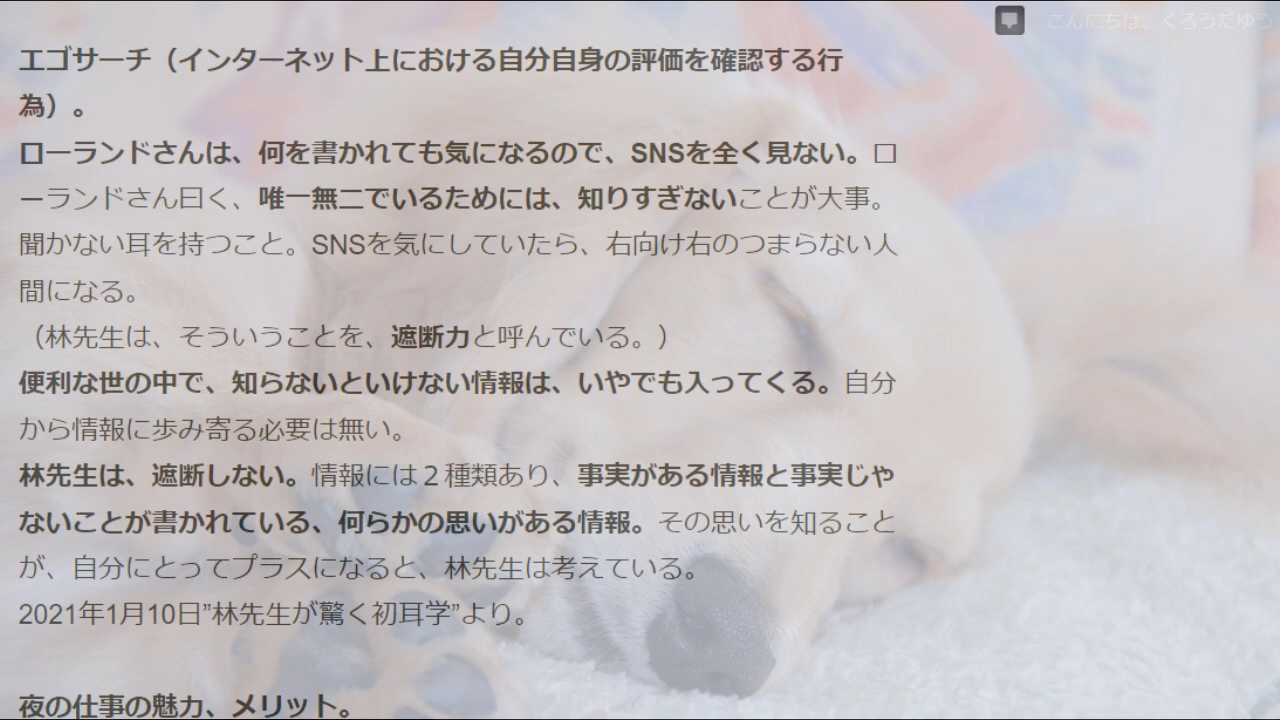 こんにちは、くろうだゆう
エゴサーチ（インターネット上における自分自身の評価を確認する行
為）。
ローランドさんは、何を書かれても気になるので、SNSを全く見ない。ロ
ーランドさん曰く、唯一無二でいるためには、知りすぎないことが大事。
聞かない耳を持つこと。SNSを気にしていたら、右向け右のつまらない人
間になる。
（林先生は、そういうことを、遮断力と呼んでいる。）
便利な世の中で、知らないといけない情報は、いやでも入ってくる。自分
から情報に歩み寄る必要は無い。
林先生は、遮断しない。情報には２種類あり、事実がある情報と事実じゃ
ないことが書かれている、何らかの思いがある情報。その思いを知ること
が、自分にとってプラスになると、林先生は考えている。
2021年1月10日”林先生が驚く初耳学”より。
夜の仕事の魅力、メリット。